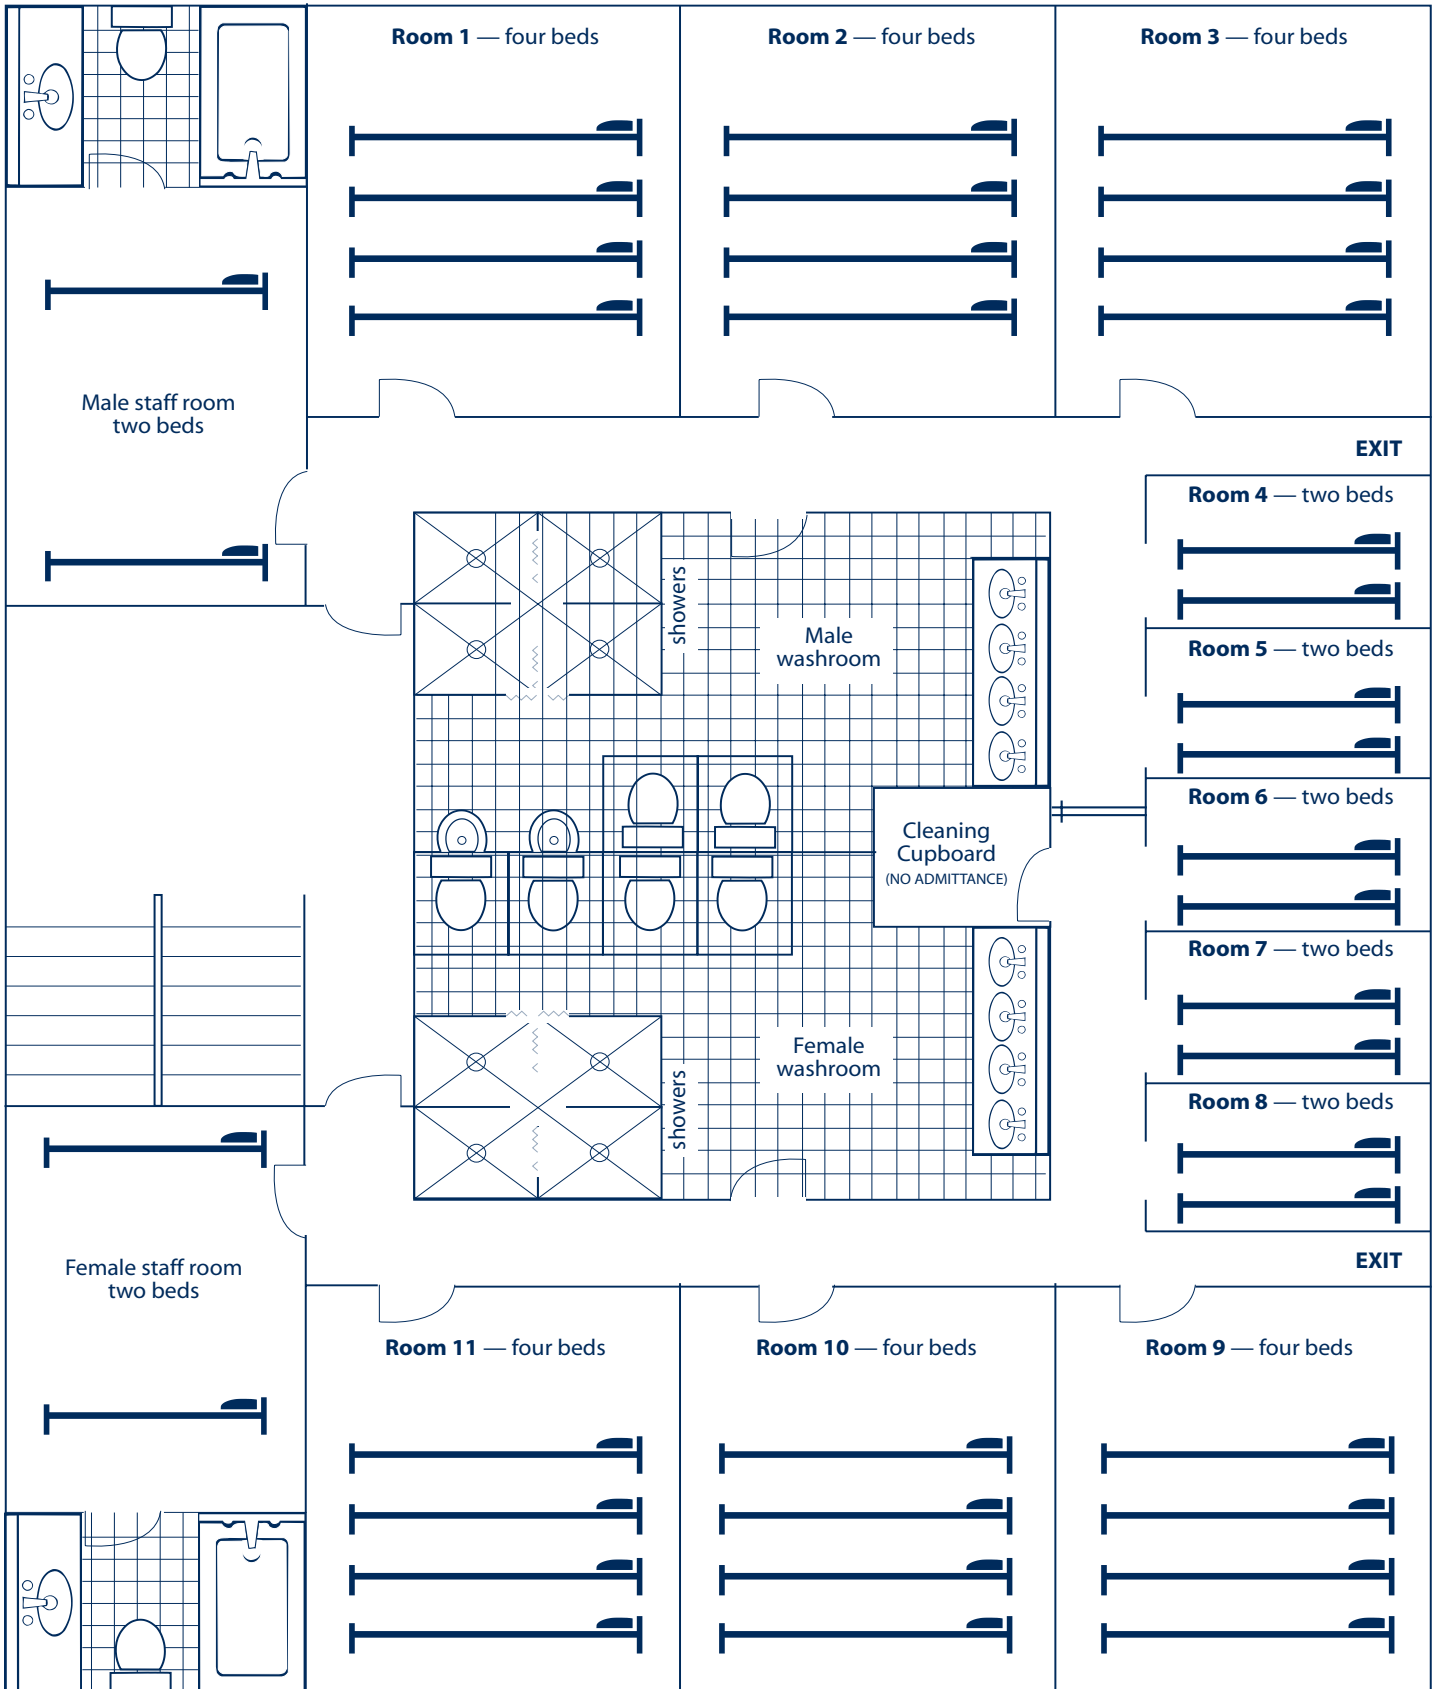 Room 1 — four beds
Room 2 — four beds
Room 3 — four beds
Male staff room
two beds
EXIT
Room 4 — two beds
showers
Male
washroom
Room 5 — two beds
Room 6 — two beds
Cleaning
Cupboard
(NO ADMITTANCE)
Room 7 — two beds
Female
washroom
showers
Room 8 — two beds
Female staff room
two beds
EXIT
Room 11 — four beds
Room 10 — four beds
Room 9 — four beds